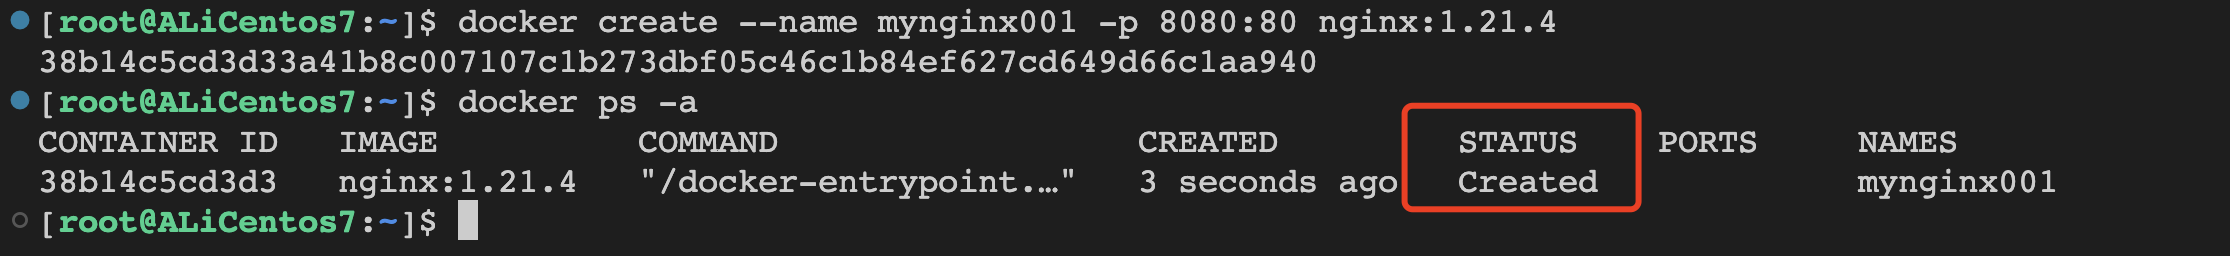 [root@ALiCentos7:~]$ docker create --name mynginx001 -p 8080:80 nginx:1.21.4
38b14c5cd3d33a41b8c007107c1b273dbf05c46c1b84ef627cd649d66c1aa940
[root@ALiCentos7:~]$ docker ps -a
CONTAINER ID   IMAGE          COMMAND                  CREATED         STATUS    PORTS     NAMES
38b14c5cd3d3   nginx:1.21.4   "/docker-entrypoint.…"   3 seconds ago   Created             mynginx001
[root@ALiCentos7:~]$